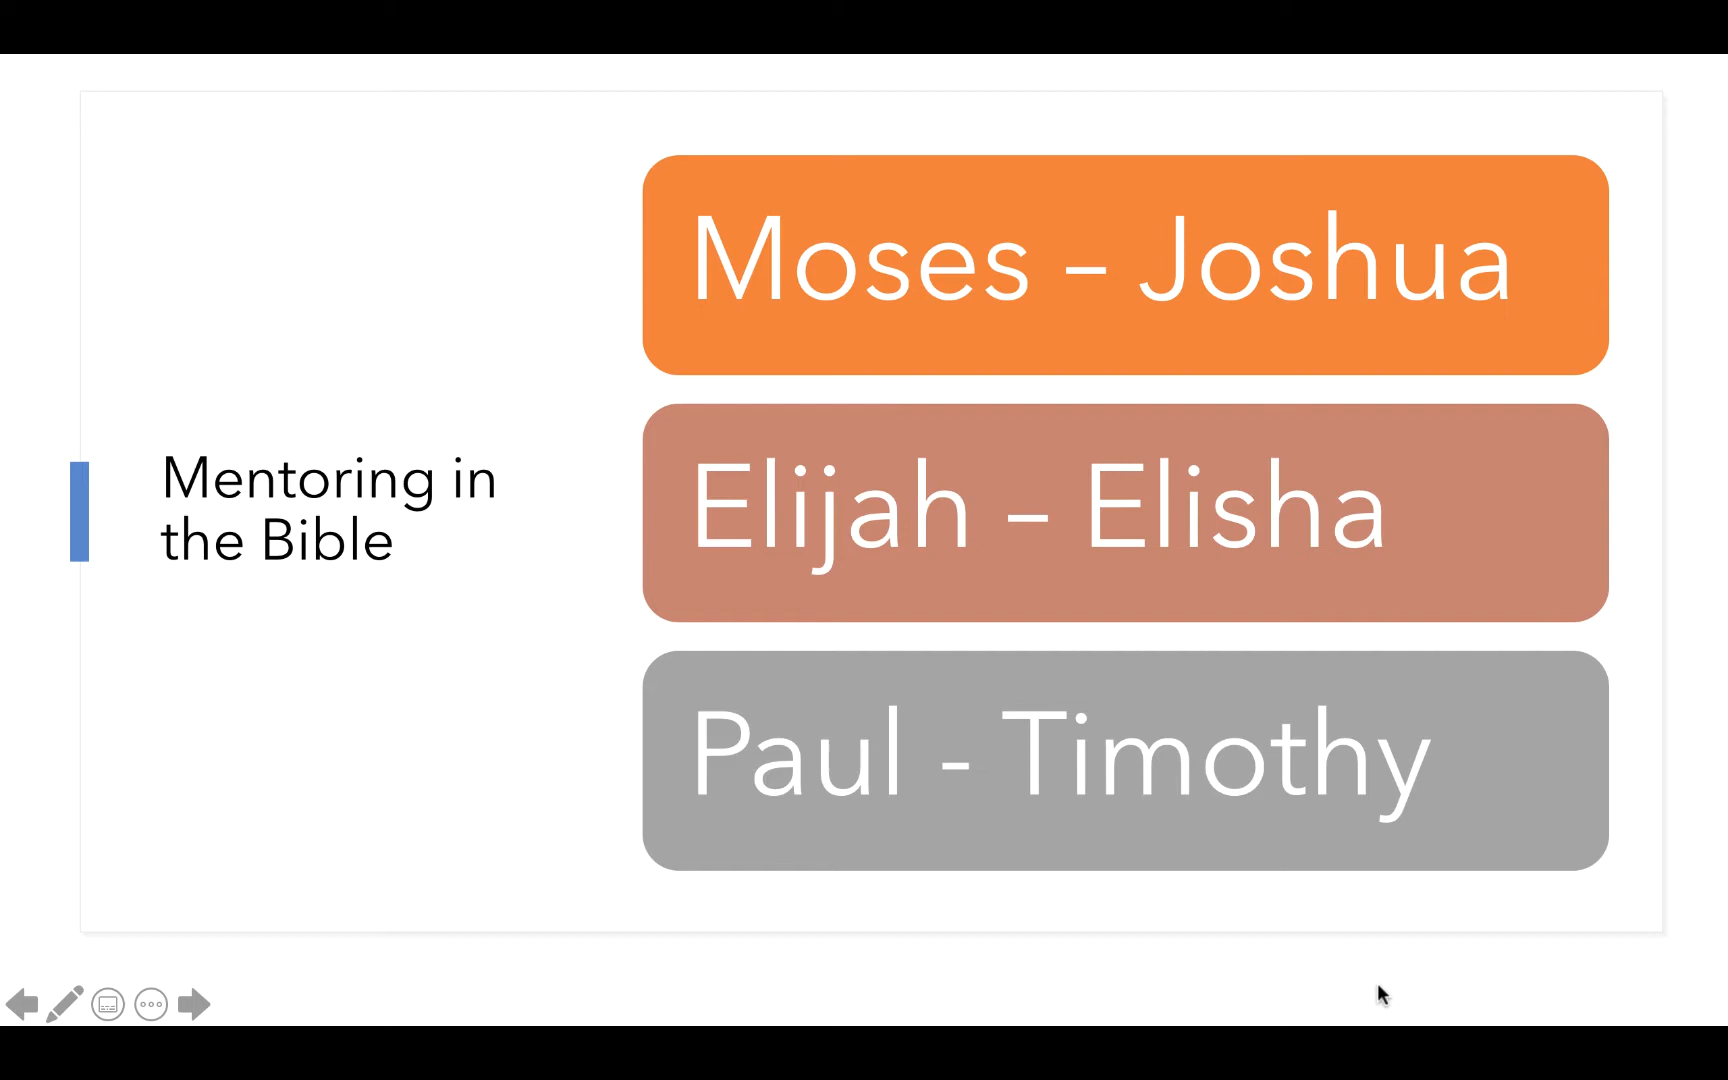 Mentoring in
the Bible
Moses – Joshua
Elijah – Elisha
Paul - Timothy